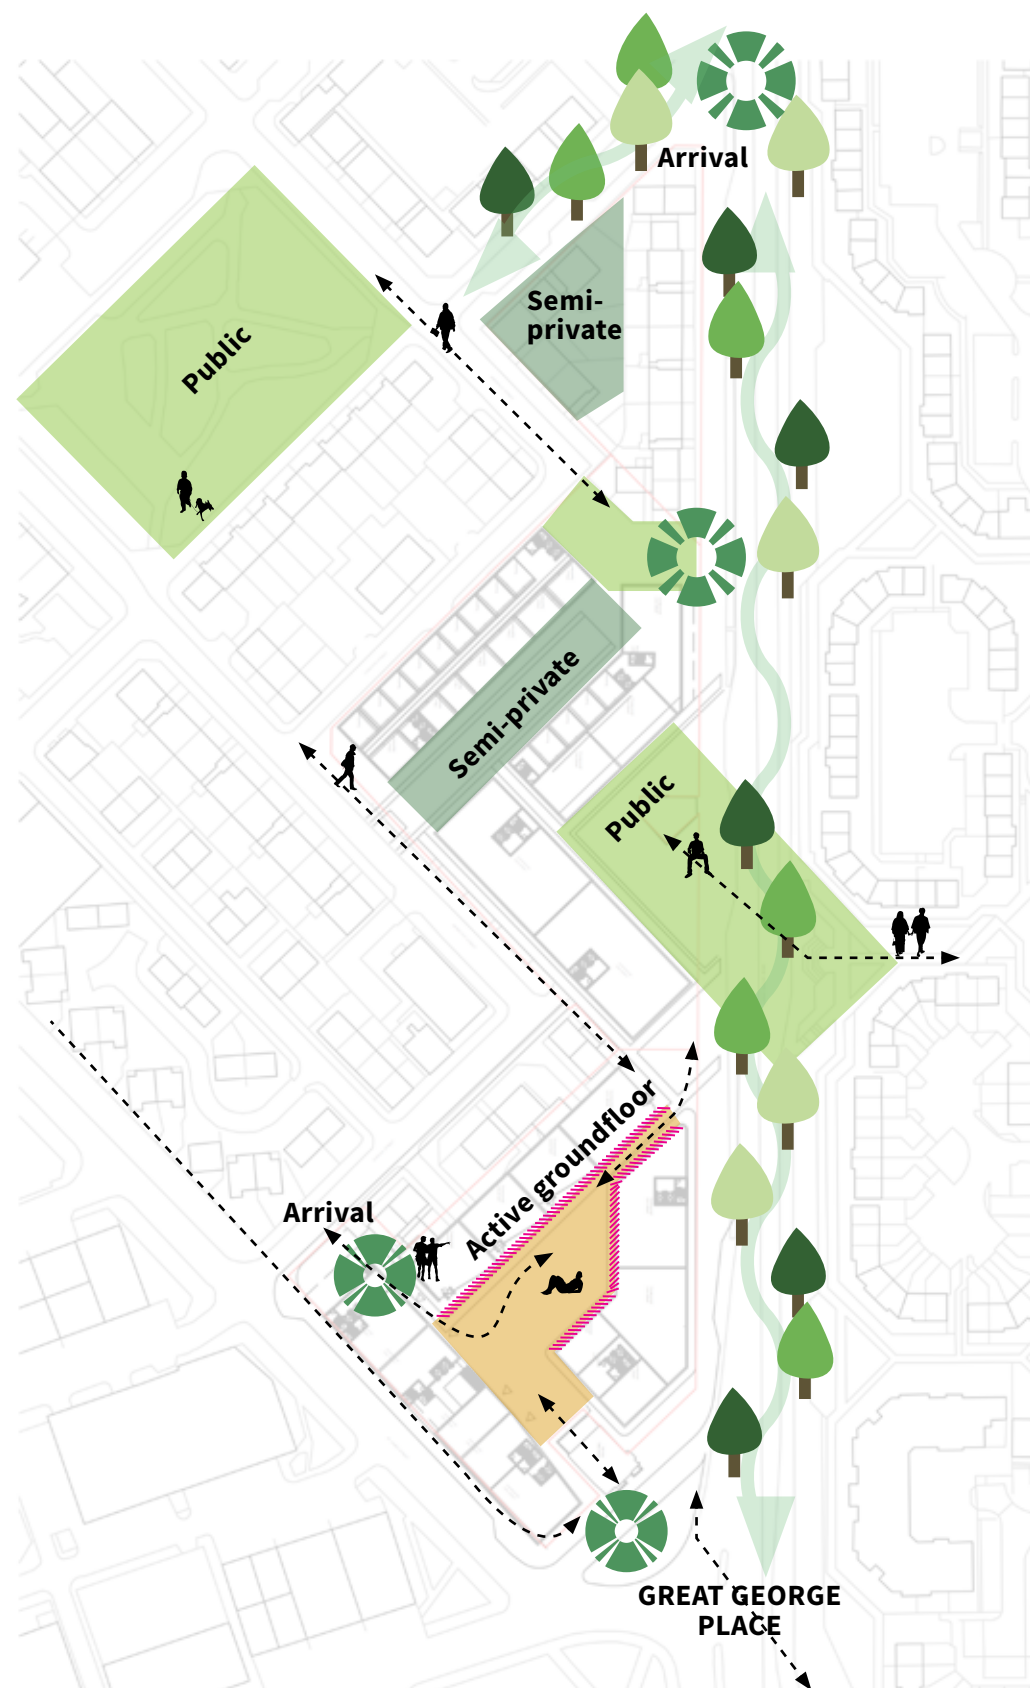 Arrival
Semi-
private
Public
Semi-private
Public
Active groundfloor
Arrival
GREAT GEORGE
PLACE